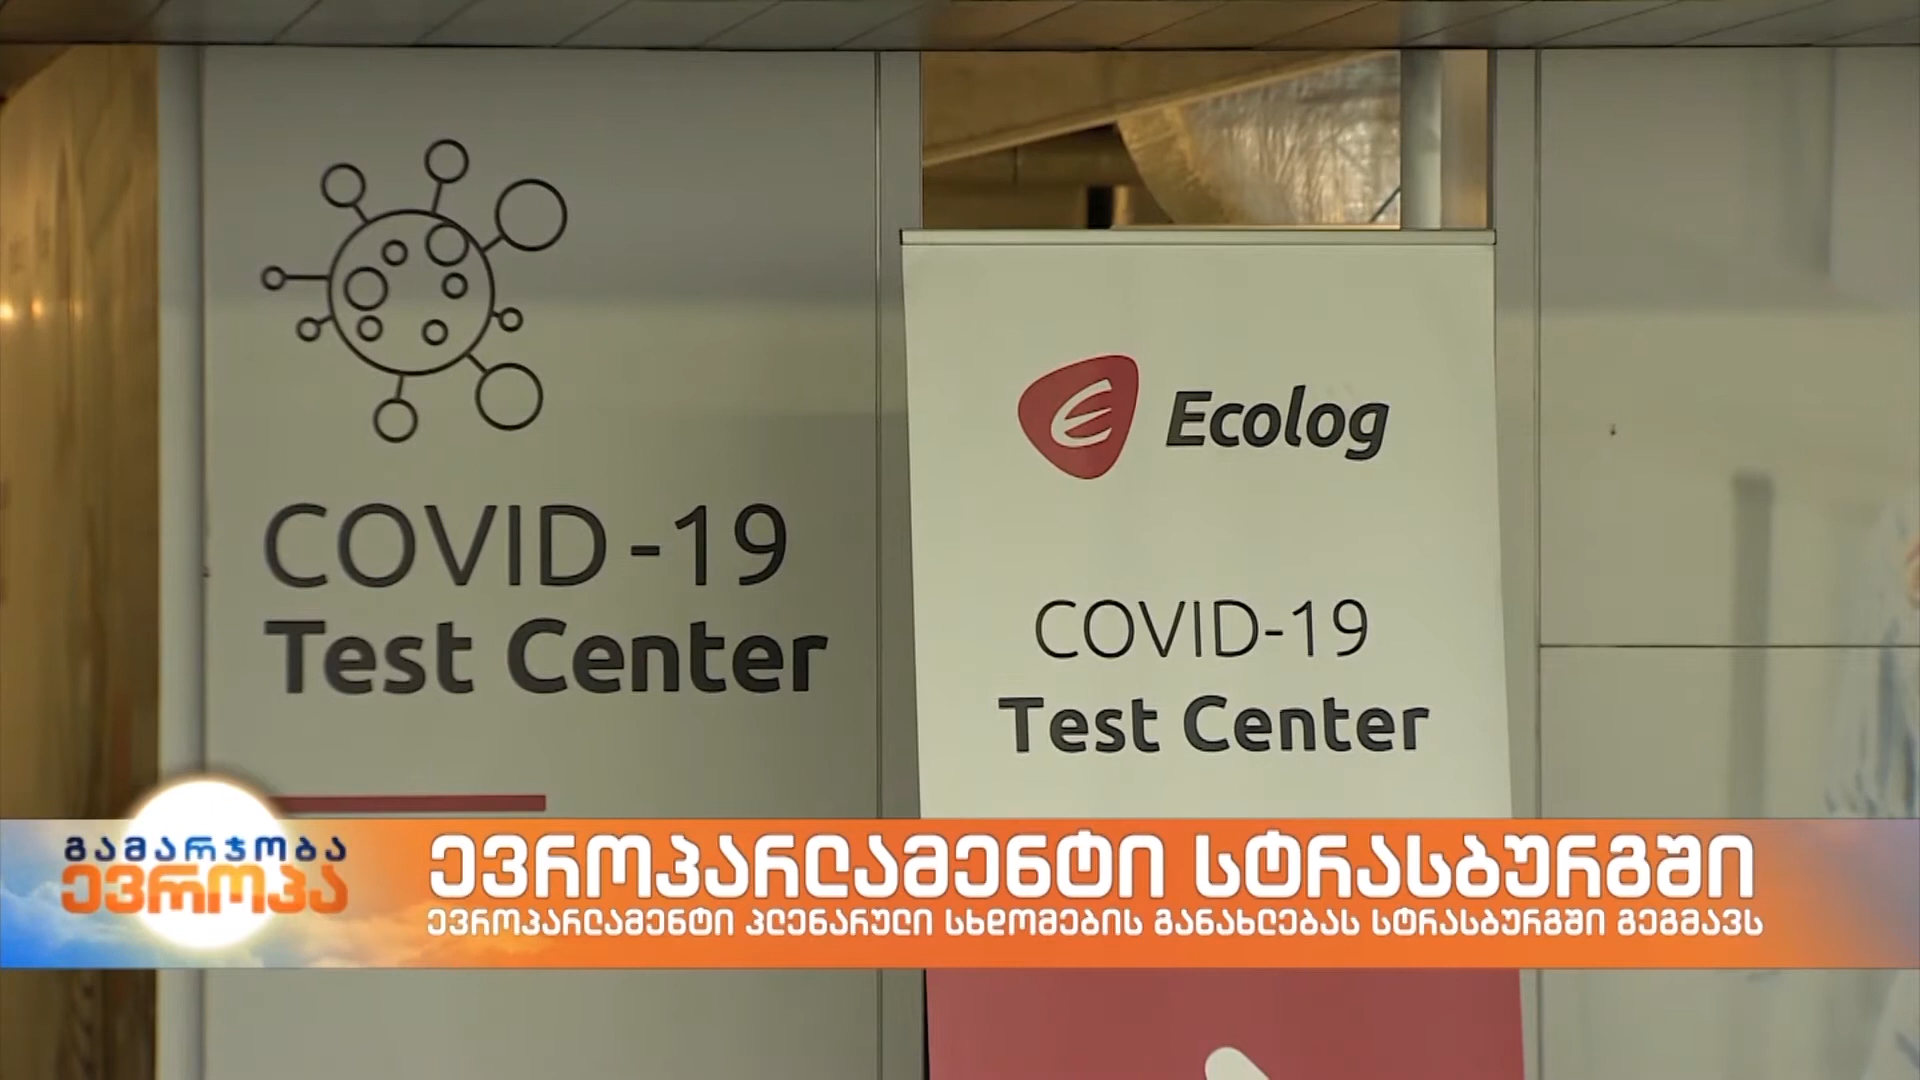 COVID-19
Test Center
Ecolog
COVID-19
Test Center
გამარჯობა
ევროპა
ევროპარლამენტი სტრასბურგში
ევროპარლამენტი პლენარული სხდომების განახლებას სტრასბურგში გეგმავს